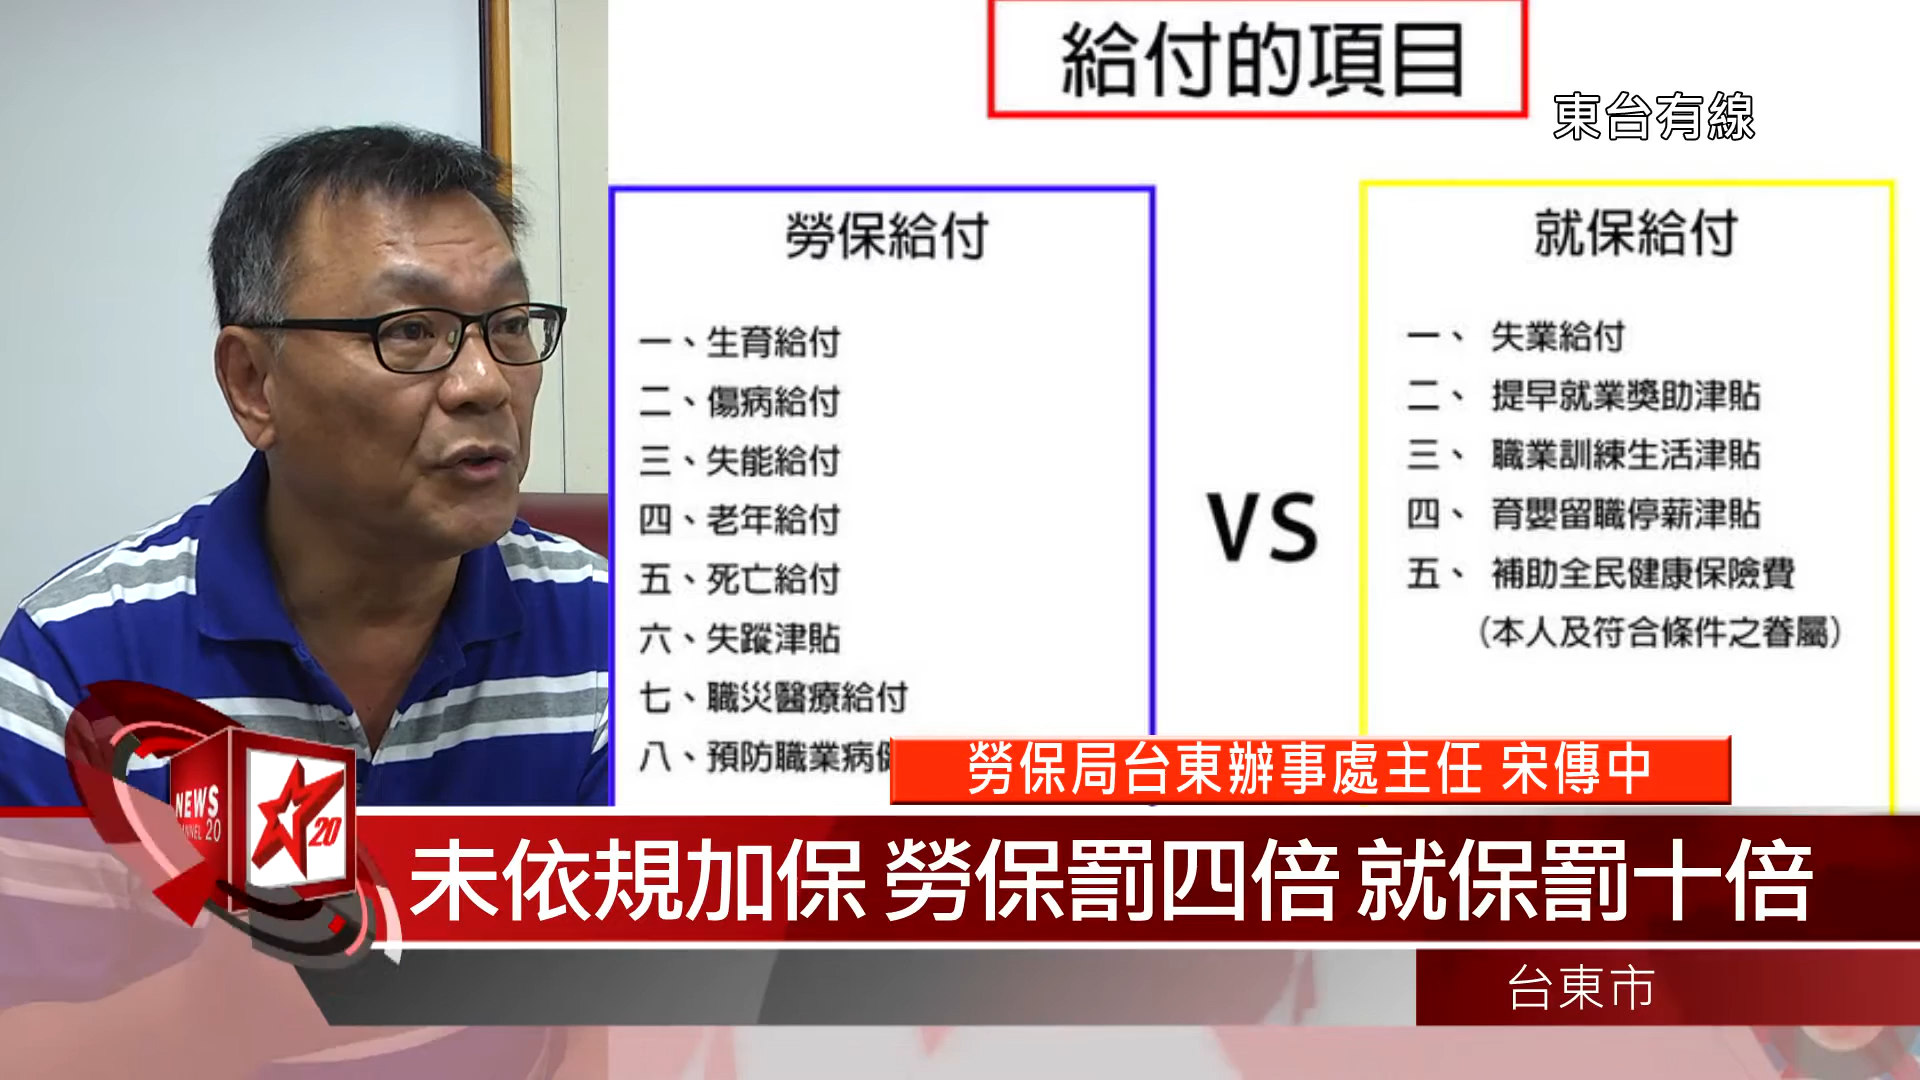 給付的項目
東台有線
勞保給付
一、生育給付
二、傷病給付
三、失能給付
四、老年給付
五、死亡給付
六、失蹤津貼
七、職災醫療給付
八、預防職業病
VS
就保給付
一、 失業給付
二、 提早就業獎助津貼
三、 職業訓練生活津貼
四、 育嬰留職停薪津貼
五、 補助全民健康保險費
（本人及符合條件之眷屬）
勞保局台東辦事處主任 宋傳中
NEWS
20
20
未依規加保 勞保罰四倍 就保罰十倍
台東市